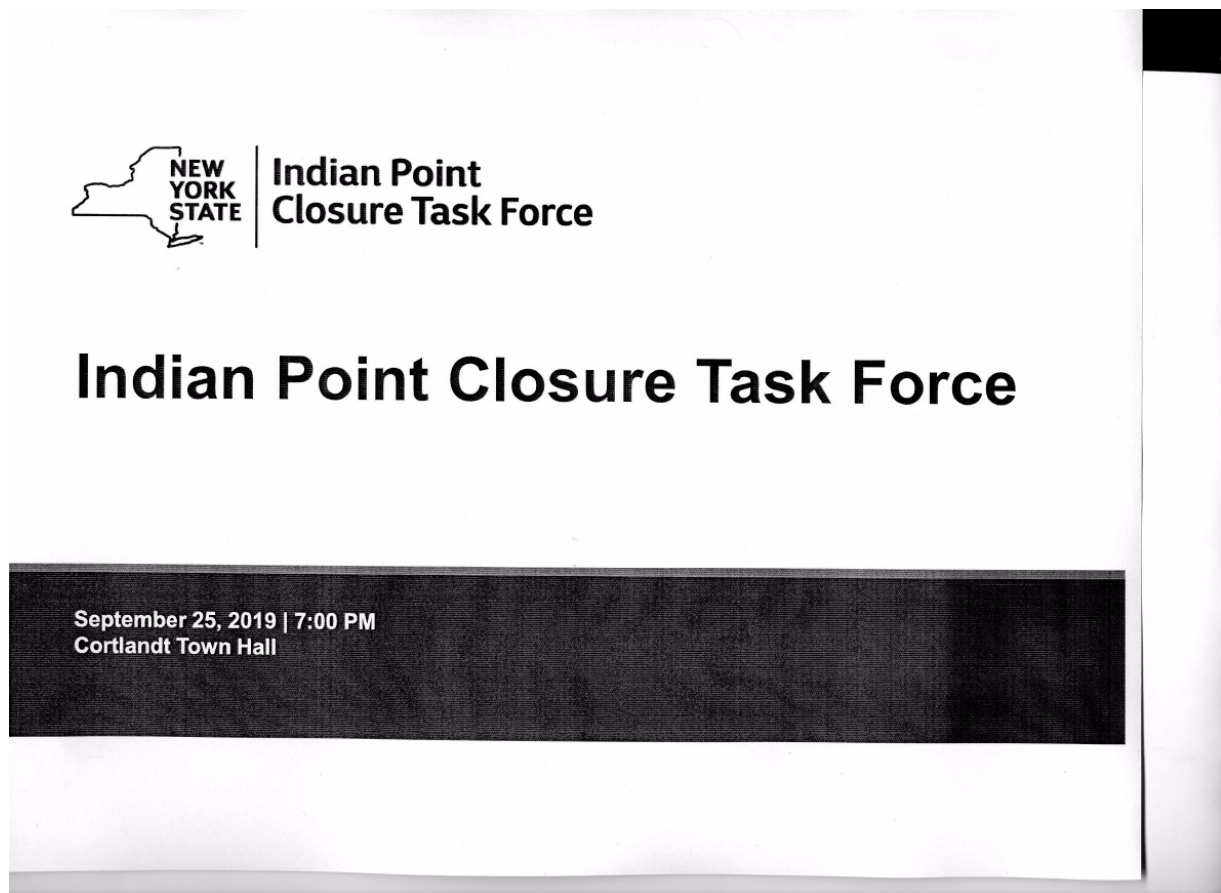 NEW
YORK
STATE
Indian Point
Closure Task Force
Indian Point Closure Task Force
September 25, 2019 | 7:00 PM
Cortlandt Town Hall